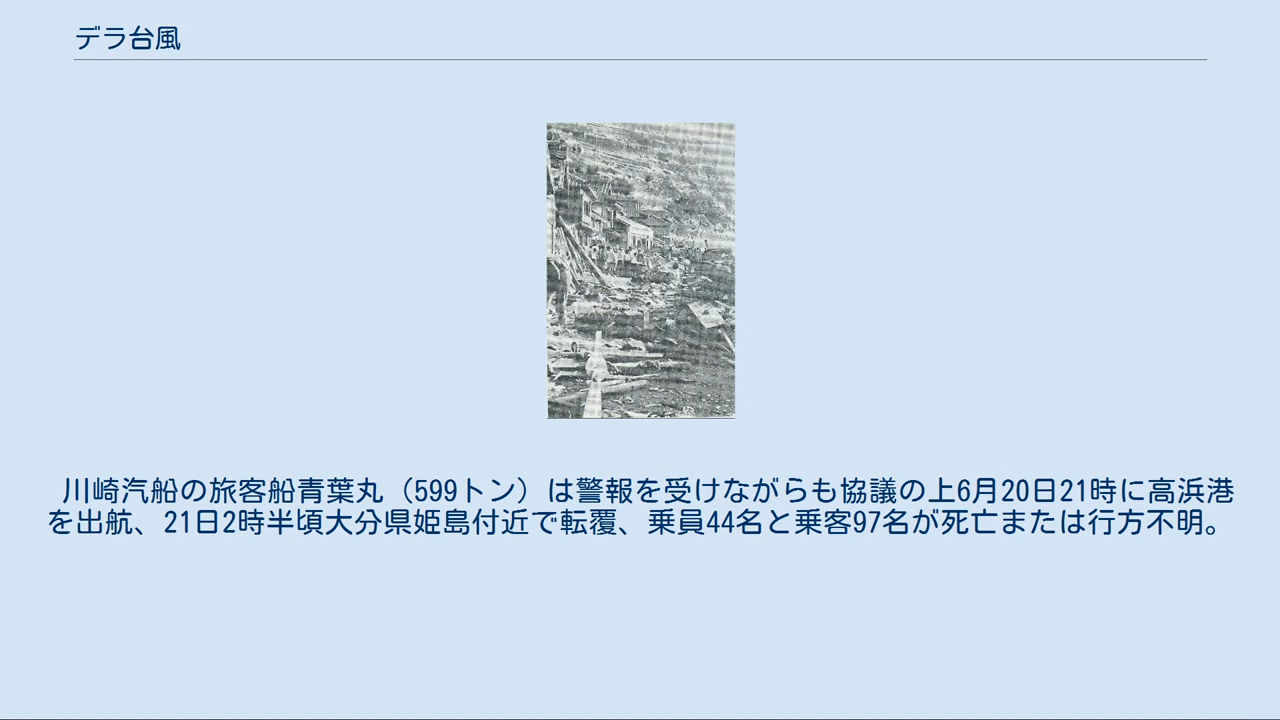 デラ台風
川崎汽船の旅客船青葉丸（599トン）は警報を受けながらも協議の上6月20日21時に高浜港
を出航、21日2時半頃大分県姫島付近で転覆、乗員44名と乗客97名が死亡または行方不明。